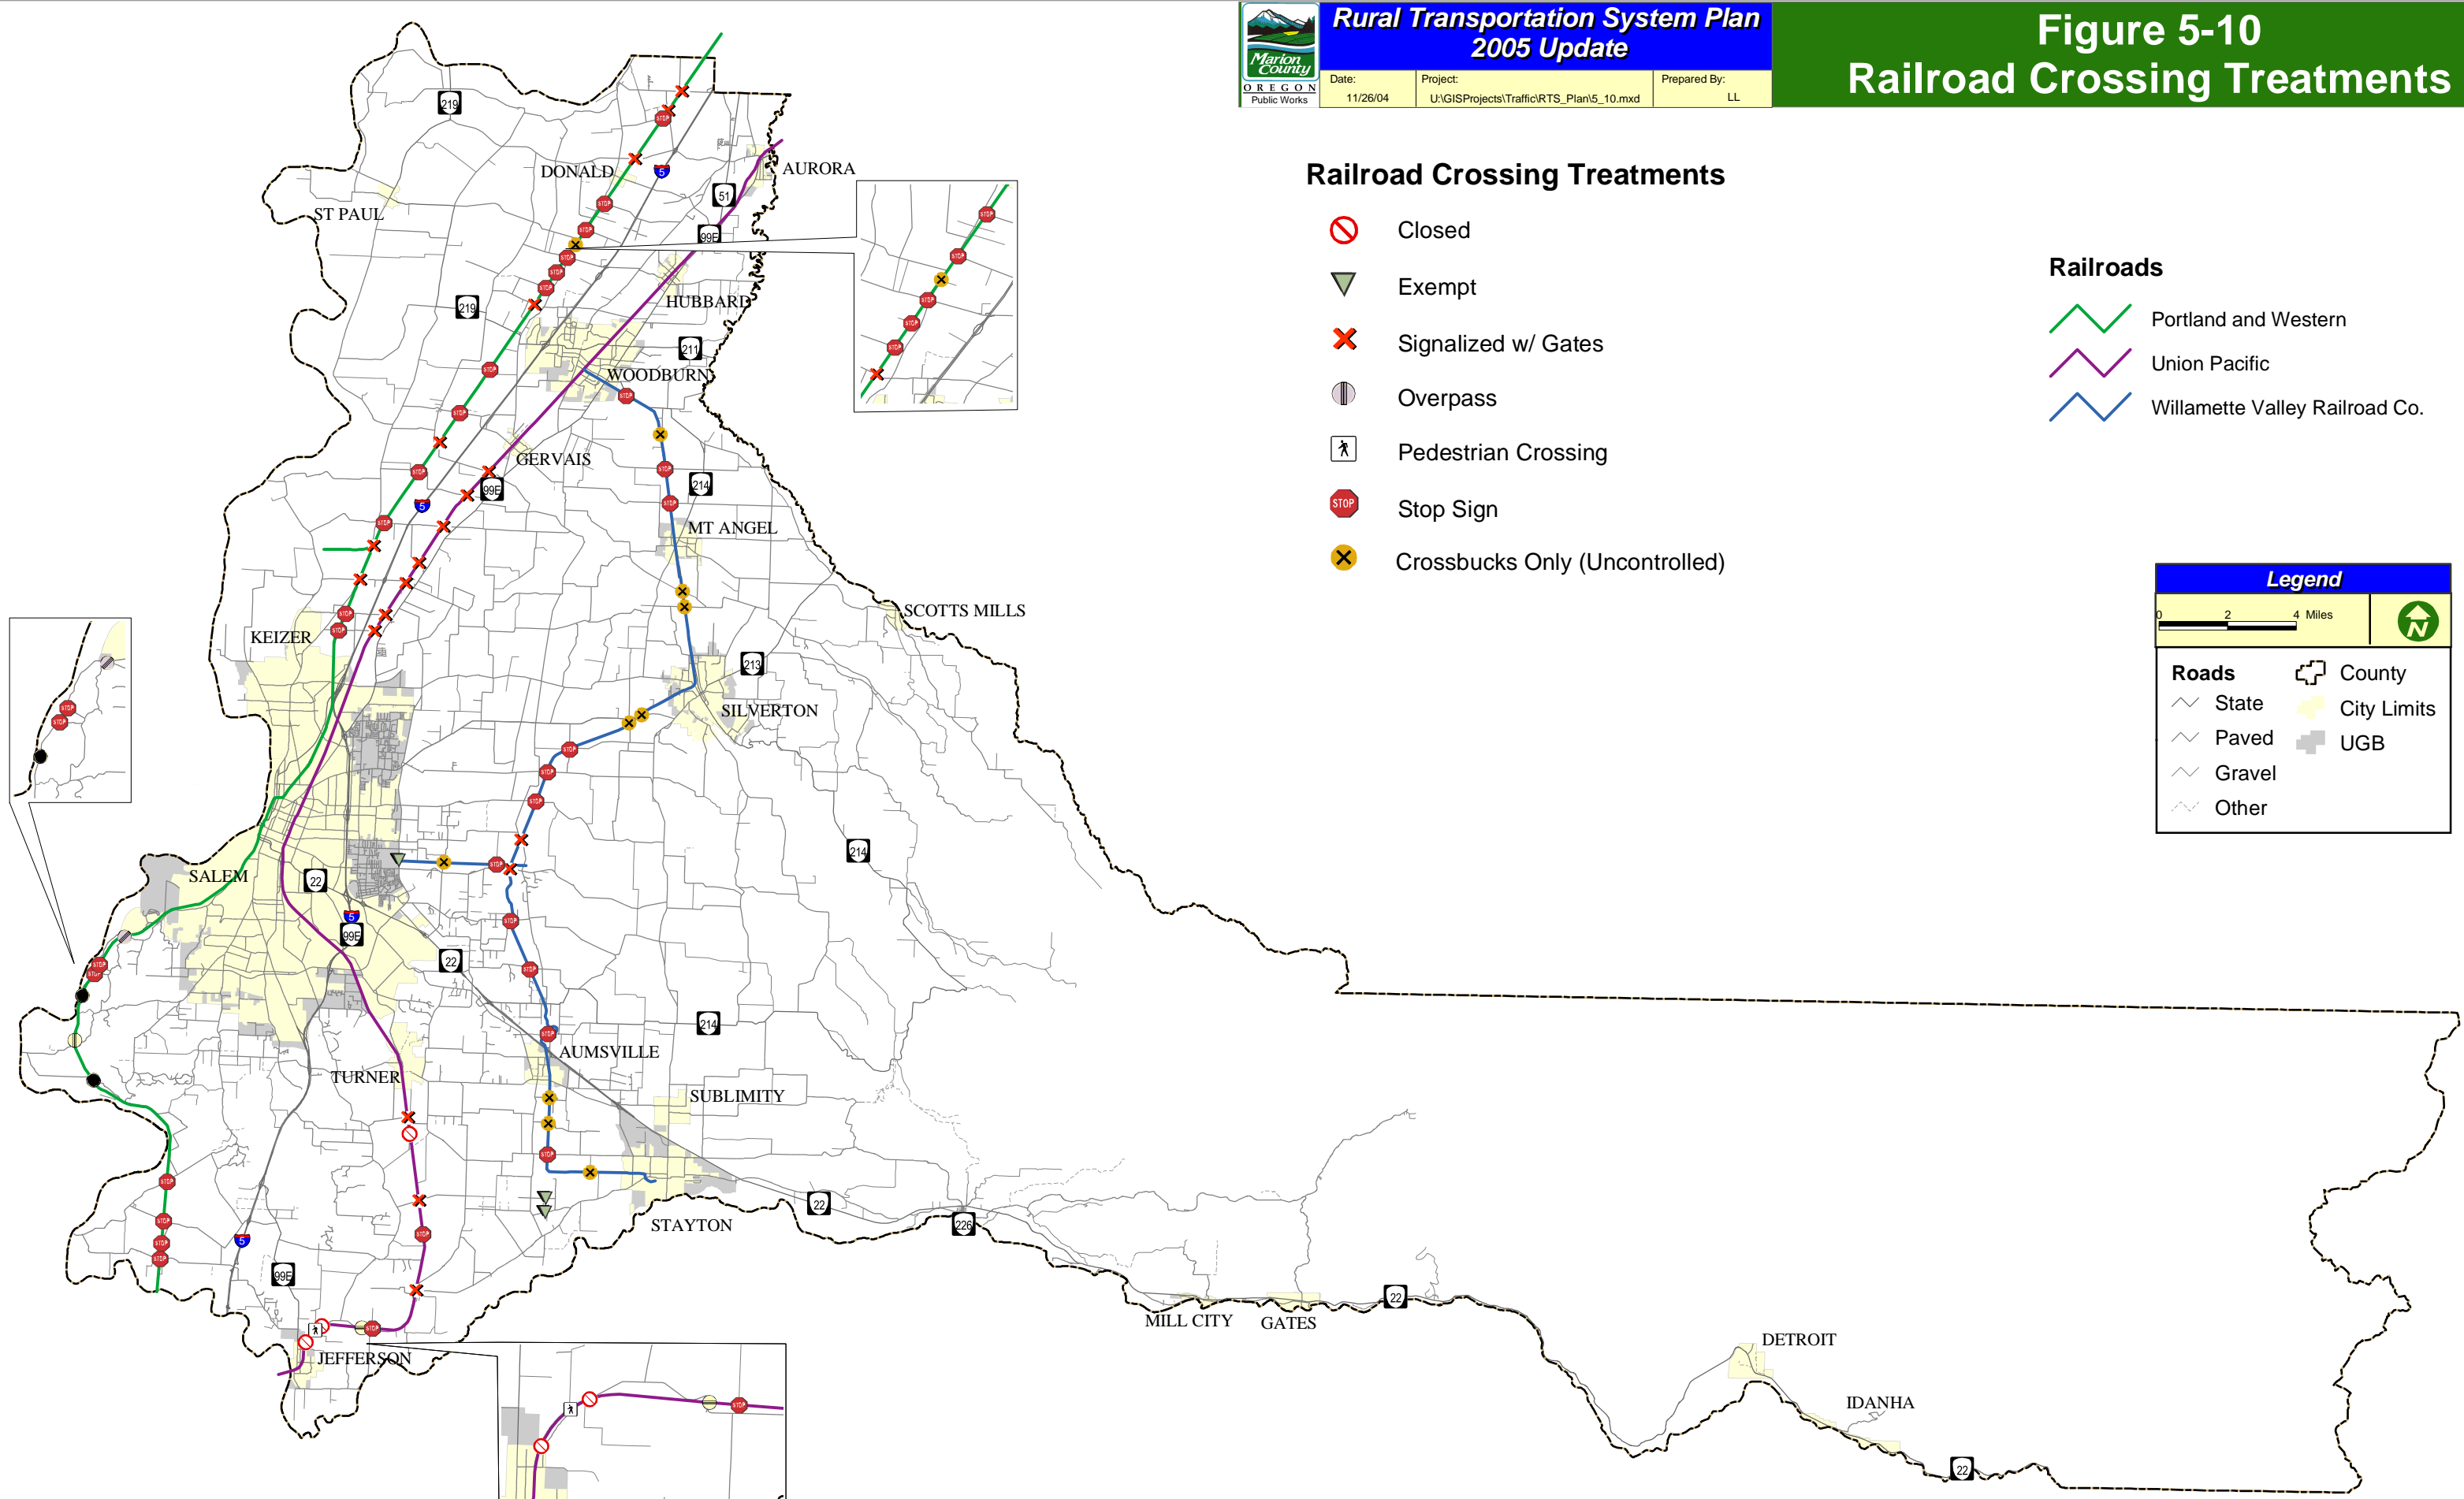 Marion
County
OREGON
Public Works
Rural Transportation System Plan
2005 Update
Date:
11/26/04
Project:
U:\GISProjects\Traffic\RTS_Plan\5_10.mxd
Prepared By:
LL
Figure 5-10
Railroad Crossing Treatments
Railroad Crossing Treatments
Closed
Exempt
Signalized w/ Gates
Overpass
Pedestrian Crossing
STOP
Stop Sign
Crossbucks Only (Uncontrolled)
Railroads
Portland and Western
Union Pacific
Willamette Valley Railroad Co.
Legend
0 2 4 Miles
N
Roads
State
Paved
Gravel
Other
County
City Limits
UGB
219
DONALD
5
AURORA
51
ST PAUL
99E
219
HUBBARD
211
WOODBURN
GERVAIS
99E
214
5
MT ANGEL
SCOTTS MILLS
KEIZER
213
SILVERTON
214
SALEM
22
5
99E
22
214
AUMSVILLE
TURNER
SUBLIMITY
STAYTON
22
226
5
99E
JEFFERSON
MILL CITY
GATES
22
DETROIT
IDANHA
22